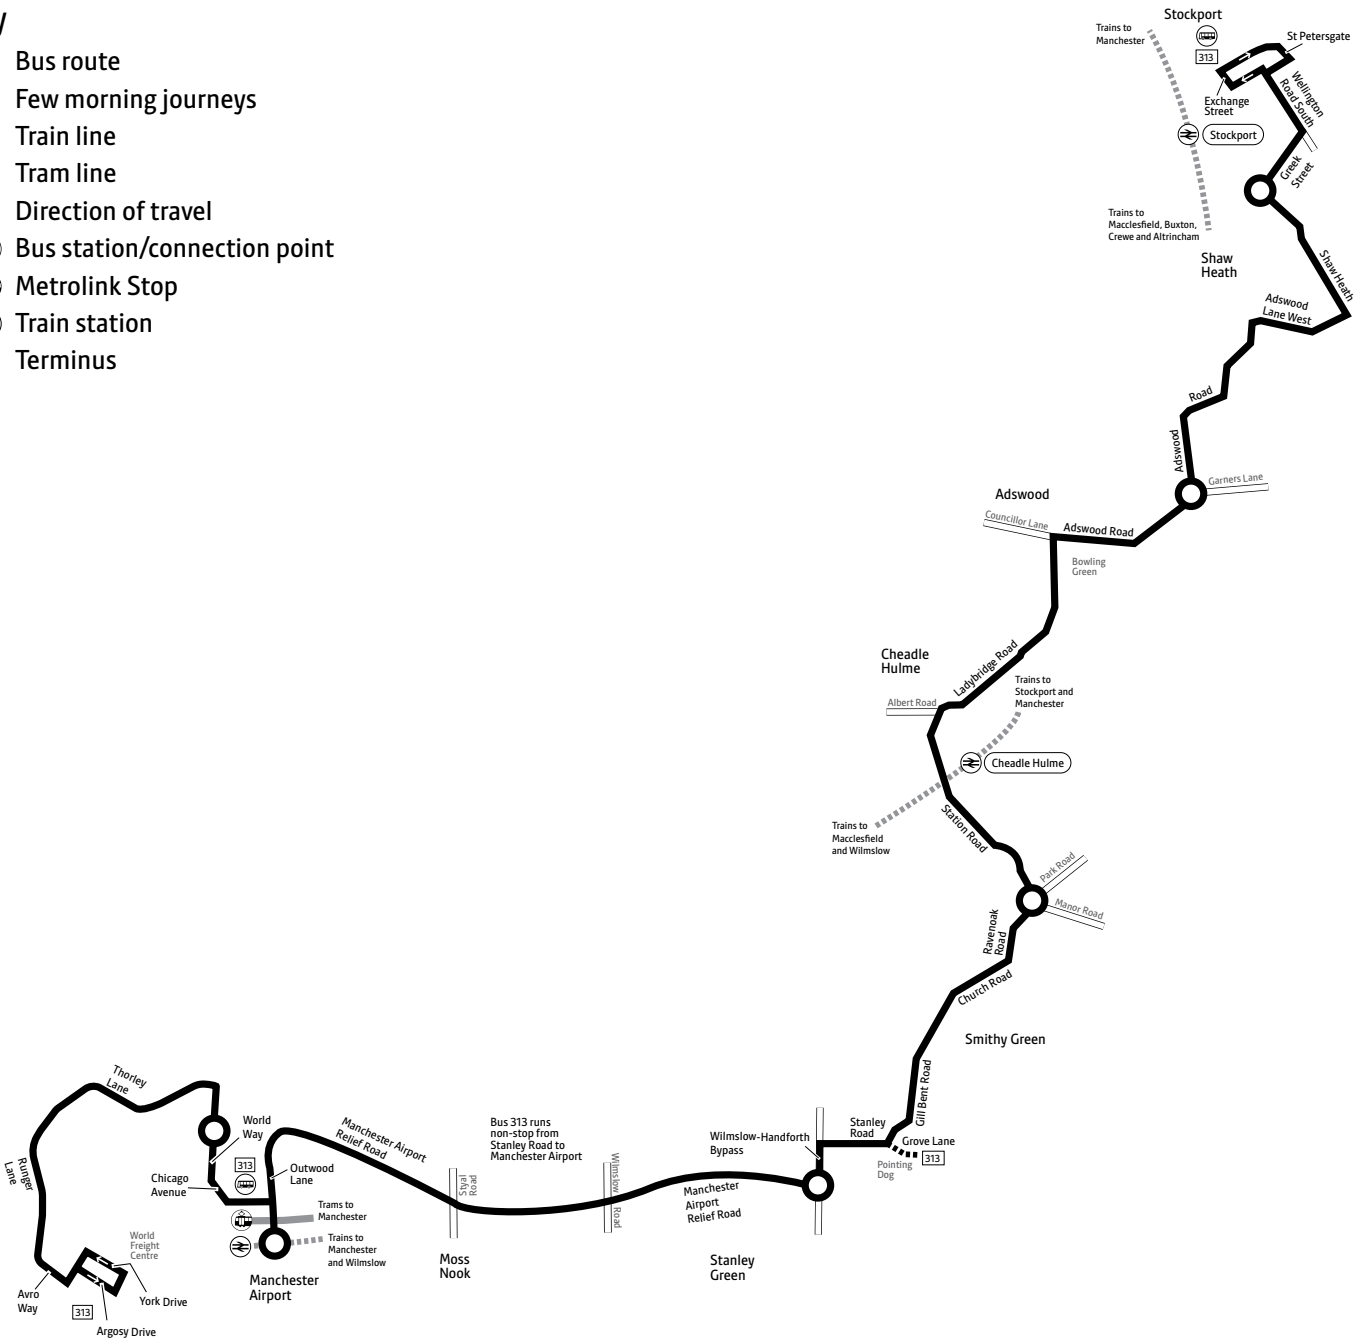 y
Bus route
Few morning journeys
Train line
Tram line
Direction of travel
Bus station/connection point
Metrolink Stop
Train station
Terminus
Stockport
Trains to
Manchester
313
St Petersgate
Exchange
Street
Wellington
Road South
Stockport
Greek
Street
Trains to
Macclesfield, Buxton,
Crewe and Altrincham
Shaw
Heath
Shaw Heath
Adswood
Lane West
Road
Adswood
Garners Lane
Adswood
Councillor Lane
Adswood Road
Bowling
Green
Cheadle
Hulme
Ladybridge Road
Trains to
Stockport and
Manchester
Albert Road
Cheadle Hulme
Trains to
Macclesfield
and Wilmslow
Station Road
Park Road
Manor Road
Ravenoak
Road
Church Road
Smithy Green
Gill Bent Road
Stanley
Road
Grove Lane
313
Pointing
Dog
Wilmslow-Handforth
Bypass
Manchester
Airport
Relief Road
Stanley
Green
Wilmslow Road
Bus 313 runs
non-stop from
Stanley Road to
Manchester Airport
Styal
Road
Moss
Nook
Manchester Airport
Relief Road
Outwood
Lane
World
Way
313
Chicago
Avenue
Trams to
Manchester
Trains to
Manchester
and Wilmslow
Manchester
Airport
Thorley
Lane
Runger
Lane
World
Freight
Centre
Avro
Way
York Drive
313
Argosy Drive